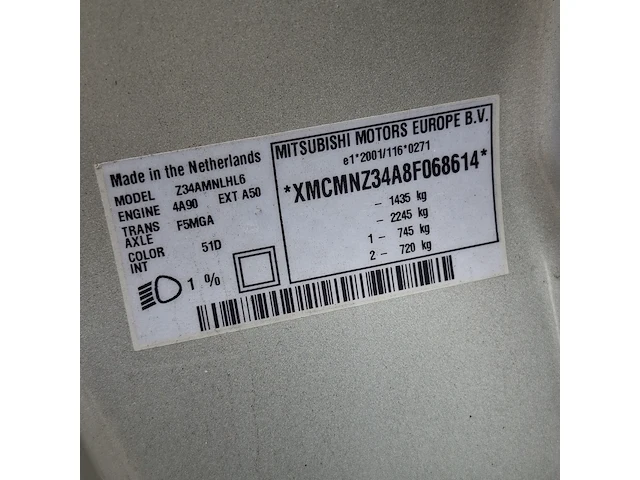 Made in the Netherlands
MODEL Z34AMNLHL6
ENGINE 4A90 EXT A50
TRANS AXLE F5MGA
COLOR INT 51D
1 %
MITSUBISHI MOTORS EUROPE B.V.
e1*2001/116*0271
*XMCMNZ34A8F068614*
- 1435 kg
- 2245 kg
1 - 745 kg
2 - 720 kg